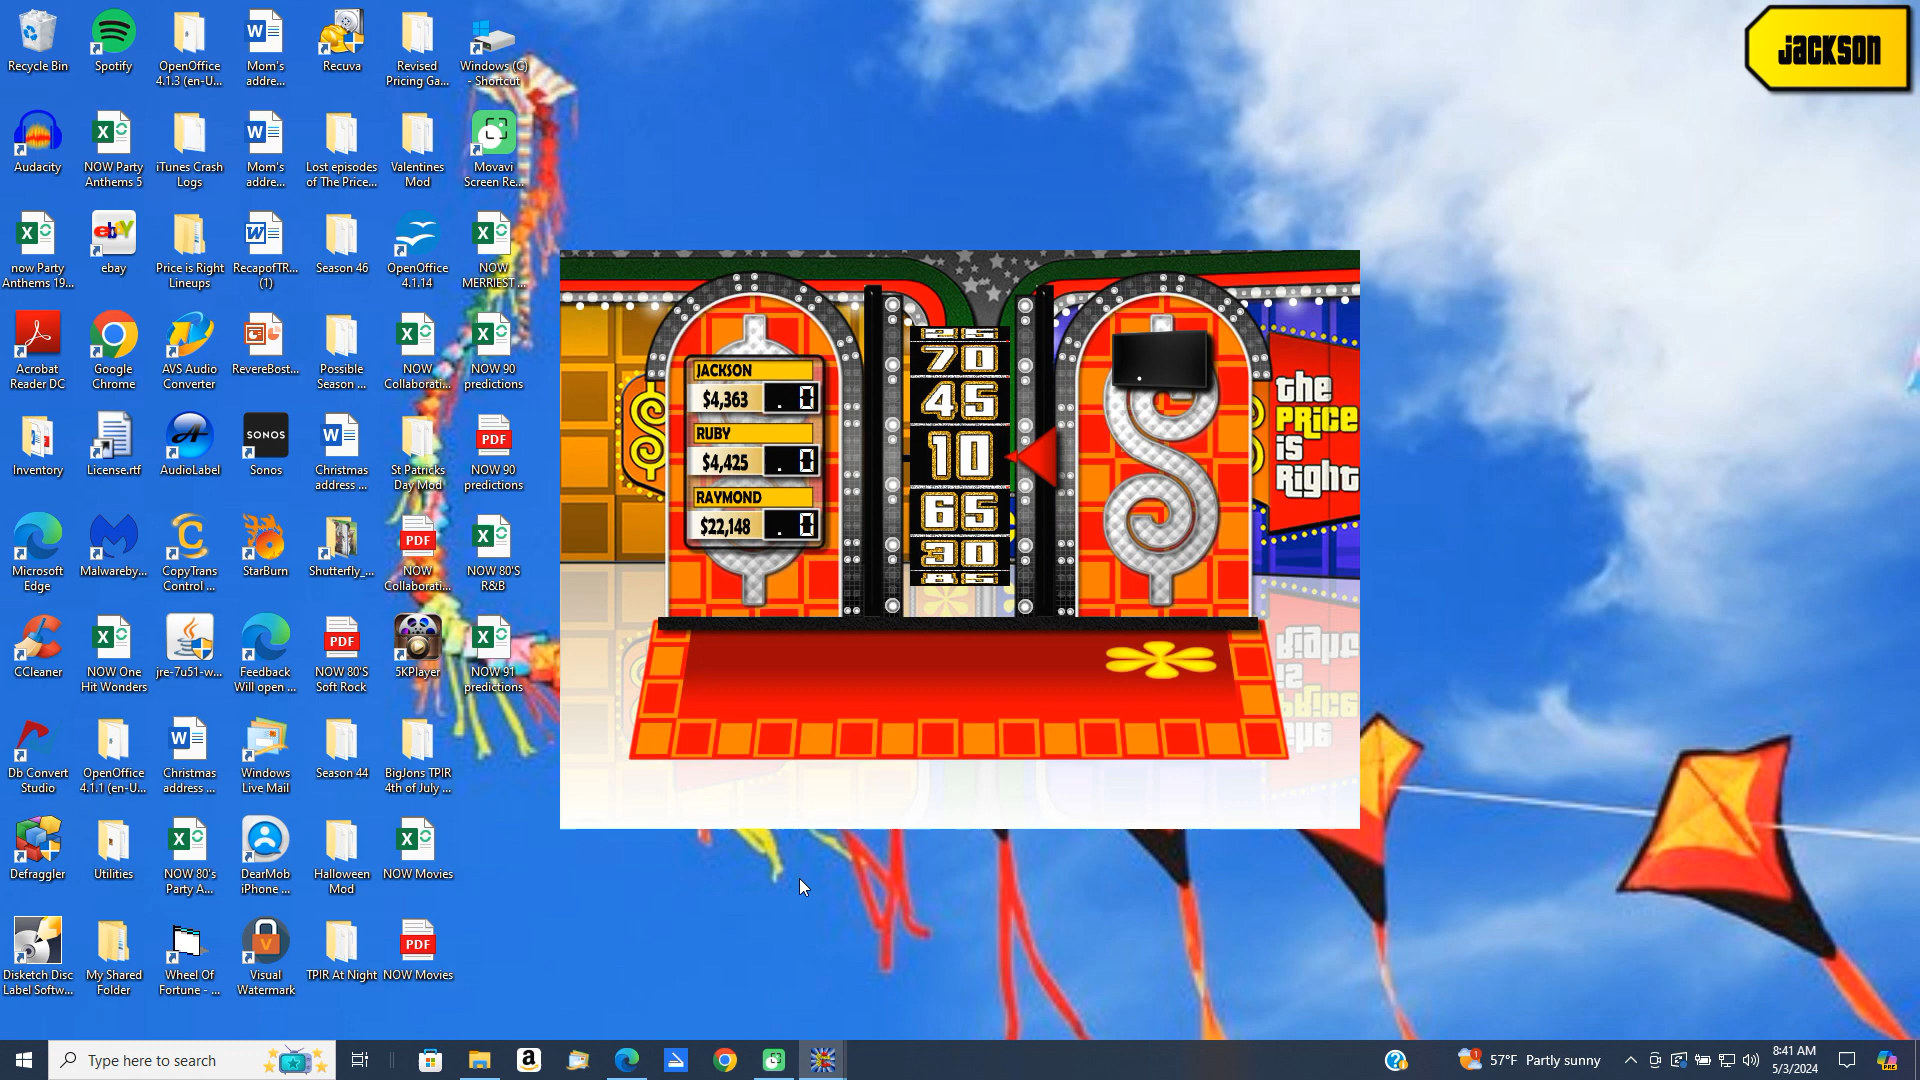 Recycle Bin
Spotify
OpenOffice
4.1.3 (en-U...
Mom's
addre...
Recuva
Revised
Pricing Ga...
Windows (C)
- Shortcut
JACKSON
Audacity
NOW Party
Anthems 5
iTunes Crash
Logs
Mom's
addre...
Lost episodes
of The Price...
Valentines
Mod
Movavi
Screen Re...
now Party
Anthems 19...
ebay
Price is Right
Lineups
RecapofTR...
(1)
Season 46
OpenOffice
4.1.14
NOW
MERRIEST ...
Acrobat
Reader DC
Google
Chrome
AVS Audio
Converter
RevereBost...
Possible
Season ...
NOW
Collaborati...
NOW 90
predictions
Inventory
License.rtf
AudioLabel
SONOS
Sonos
Christmas
address ...
St Patricks
Day Mod
PDF
NOW 90
predictions
Microsoft
Edge
Malwareby...
CopyTrans
Control ...
StarBurn
Shutterfly_...
PDF
NOW
Collaborati...
NOW 80'S
R&B
CCleaner
NOW One
Hit Wonders
jre-7u51-w...
Feedback
Will open ...
PDF
NOW 80'S
Soft Rock
5KPlayer
NOW 91
predictions
Db Convert
Studio
OpenOffice
4.1.1 (en-U...
Christmas
address ...
Windows
Live Mail
Season 44
BigJons TPIR
4th of July ...
Defraggler
Utilities
NOW 80's
Party A...
DearMob
iPhone ...
Halloween
Mod
NOW Movies
Disketch Disc
Label Softw...
My Shared
Folder
Wheel Of
Fortune - ...
Visual
Watermark
TPIR At Night
PDF
NOW Movies
JACKSON
$4,363 . 0
RUBY
$4,425 . 0
RAYMOND
$22,148 . 0
70
45
10
65
30
the
PRICE
is
Right
Type here to search
57°F Partly sunny
8:41 AM
5/3/2024